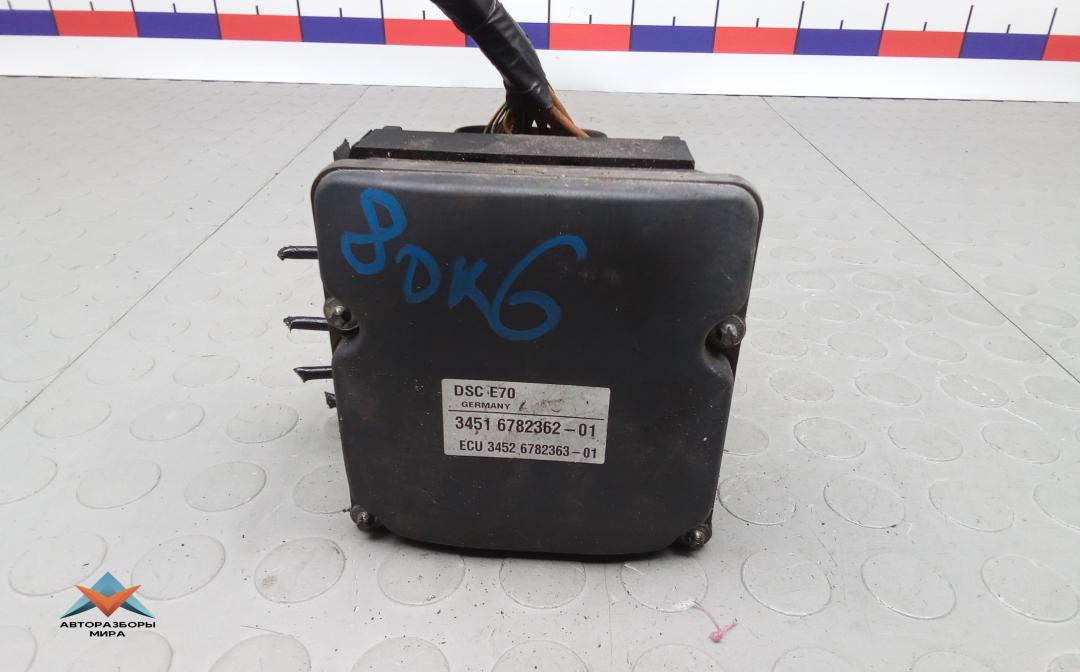 8DK6
DSC E70
GERMANY
3451 6782362-01
ECU 3452 6782363-01
АВТОРАЗБОРЫ
МИРА